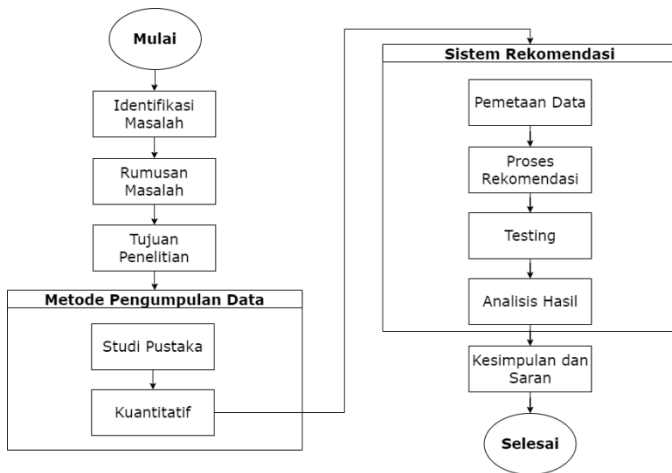 Mulai
Identifikasi
Masalah
Rumusan
Masalah
Tujuan
Penelitian
Metode Pengumpulan Data
Studi Pustaka
Kuantitatif
Sistem Rekomendasi
Pemetaan Data
Proses
Rekomendasi
Testing
Analisis Hasil
Kesimpulan dan
Saran
Selesai